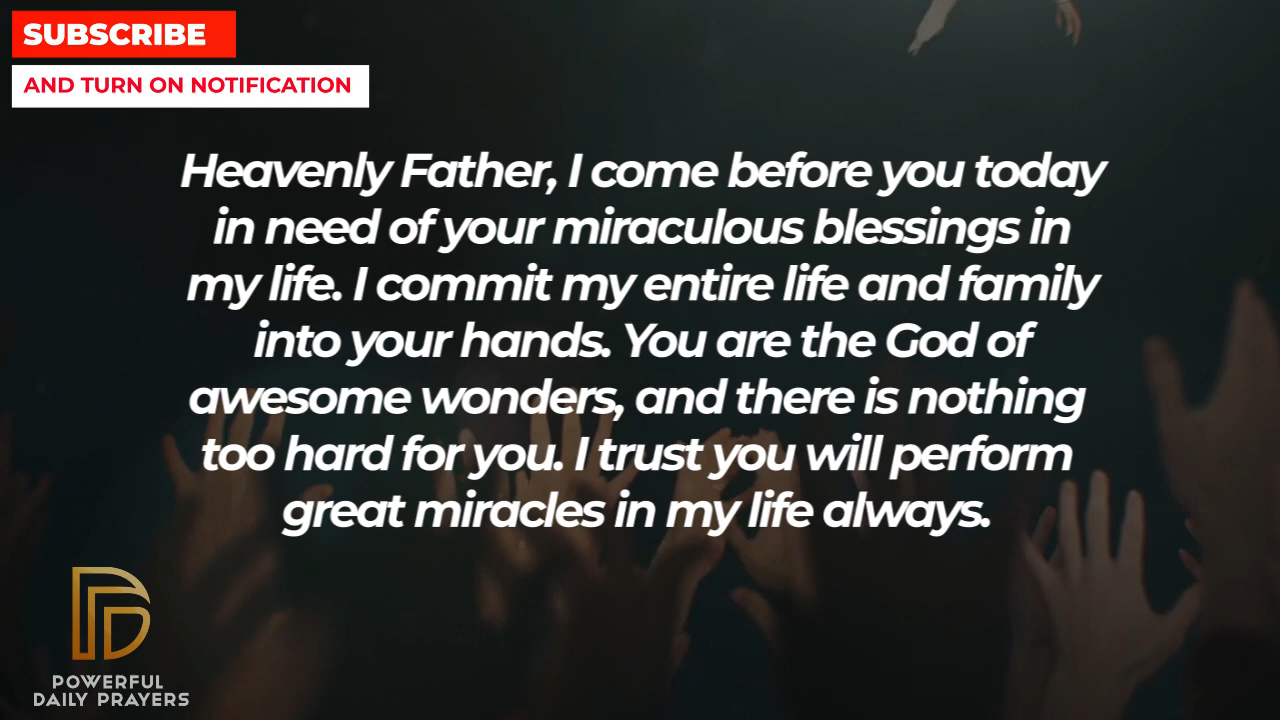 SUBSCRIBE
AND TURN ON NOTIFICATION
Heavenly Father, I come before you today
in need of your miraculous blessings in
my life. I commit my entire life and family
into your hands. You are the God of
awesome wonders, and there is nothing
too hard for you. I trust you will perform
great miracles in my life always.
POWERFUL
DAILY PRAYERS